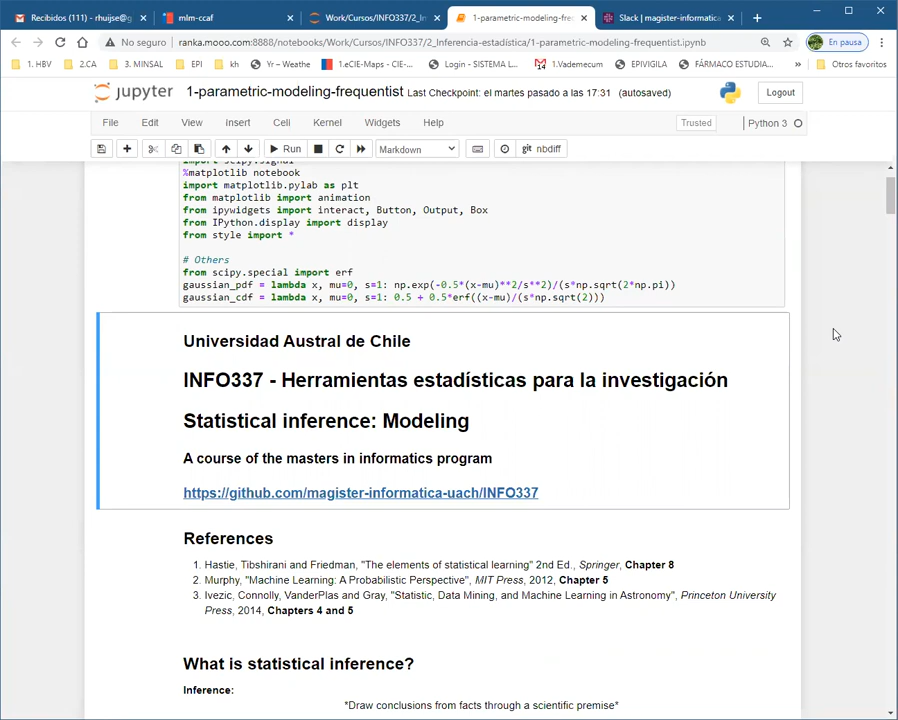 Recibidos (111) - rhuijse@g
mlm-ccaf
Work/Cursos/INFO337/2_In
1-parametric-modeling-fre
Slack | magister-informatica
No seguro
ranka.mooo.com:8888/notebooks/Work/Cursos/INFO337/2_Inferencia-estadística/1-parametric-modeling-frequentist.ipynb
En pausa
1. HBV
2.CA
3. MINSAL
EPI
kh
Yr – Weathe
1.eCIE-Maps - CIE-...
Login - SISTEMA L...
1.Vademecum
EPIVIGILA
FÁRMACO ESTUDIA...
»
Otros favoritos
jupyter 1-parametric-modeling-frequentist Last Checkpoint: el martes pasado a las 17:31 (autosaved)
Logout
File Edit View Insert Cell Kernel Widgets Help
Trusted
Python 3
Run
Markdown
git nbdiff
import scipy.signal
%matplotlib notebook
import matplotlib.pylab as plt
from matplotlib import animation
from ipywidgets import interact, Button, Output, Box
from IPython.display import display
from style import *
# Others
from scipy.special import erf
gaussian_pdf = lambda x, mu=0, s=1: np.exp(-0.5*(x-mu)**2/s**2)/(s*np.sqrt(2*np.pi))
gaussian_cdf = lambda x, mu=0, s=1: 0.5 + 0.5*erf((x-mu)/(s*np.sqrt(2)))
Universidad Austral de Chile
INFO337 - Herramientas estadísticas para la investigación
Statistical inference: Modeling
A course of the masters in informatics program
https://github.com/magister-informatica-uach/INFO337
References
1. Hastie, Tibshirani and Friedman, "The elements of statistical learning" 2nd Ed., Springer, Chapter 8
2. Murphy, "Machine Learning: A Probabilistic Perspective", MIT Press, 2012, Chapter 5
3. Ivezic, Connolly, VanderPlas and Gray, "Statistic, Data Mining, and Machine Learning in Astronomy", Princeton University
Press, 2014, Chapters 4 and 5
What is statistical inference?
Inference:
*Draw conclusions from facts through a scientific premise*